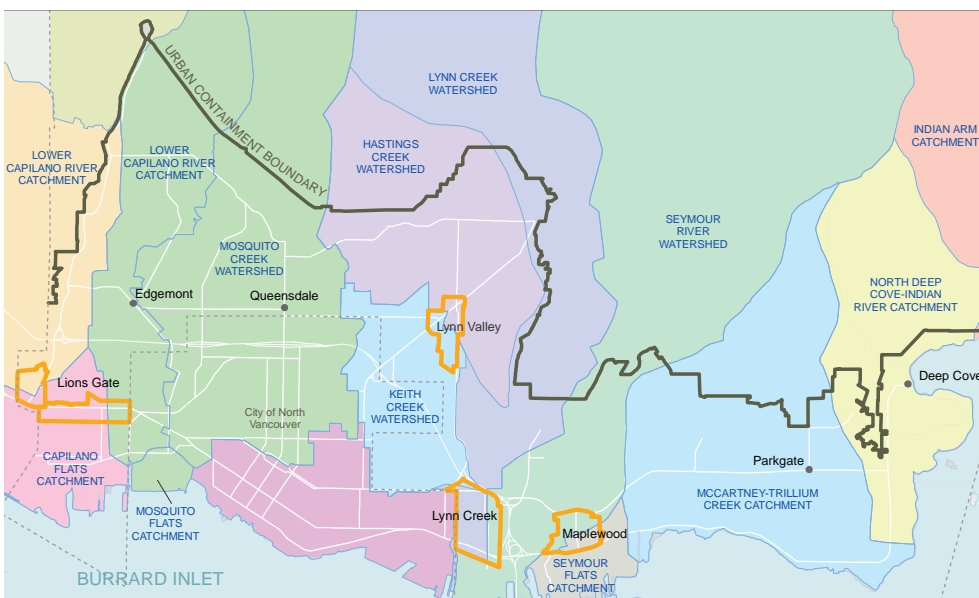 LYNN CREEK
WATERSHED
URBAN CONTAINMENT BOUNDARY
INDIAN ARM
CATCHMENT
LOWER
CAPILANO RIVER
CATCHMENT
LOWER
CAPILANO RIVER
CATCHMENT
HASTINGS
CREEK
WATERSHED
SEYMOUR
RIVER
WATERSHED
MOSQUITO
CREEK
WATERSHED
NORTH DEEP
COVE-INDIAN
RIVER CATCHMENT
Edgemont
Queensdale
Lynn Valley
Lions Gate
Deep Cove
KEITH
CREEK
WATERSHED
City of North
Vancouver
CAPILANO
FLATS
CATCHMENT
Parkgate
MCCARTNEY-TRILLIUM
CREEK CATCHMENT
MOSQUITO
FLATS
CATCHMENT
Lynn Creek
Maplewood
SEYMOUR
FLATS
CATCHMENT
BURRARD INLET